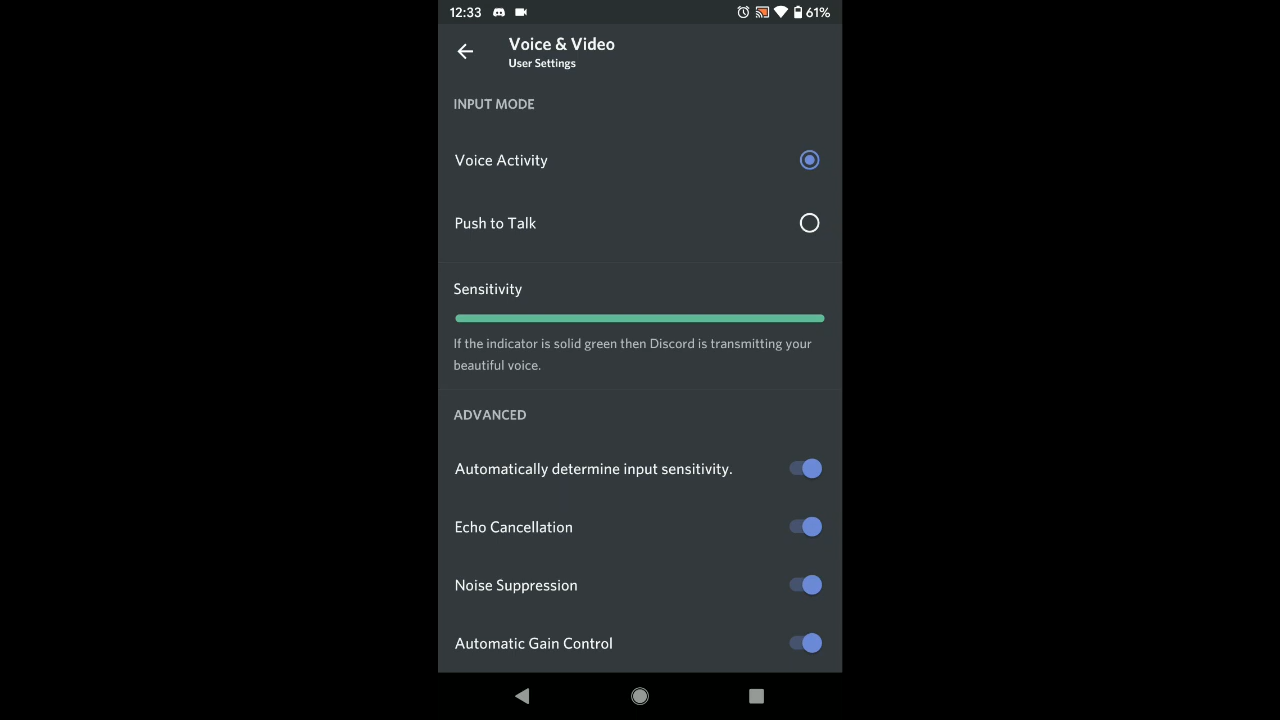 12:33 61%
Voice & Video
User Settings
INPUT MODE
Voice Activity
Push to Talk
Sensitivity
If the indicator is solid green then Discord is transmitting your
beautiful voice.
ADVANCED
Automatically determine input sensitivity.
Echo Cancellation
Noise Suppression
Automatic Gain Control